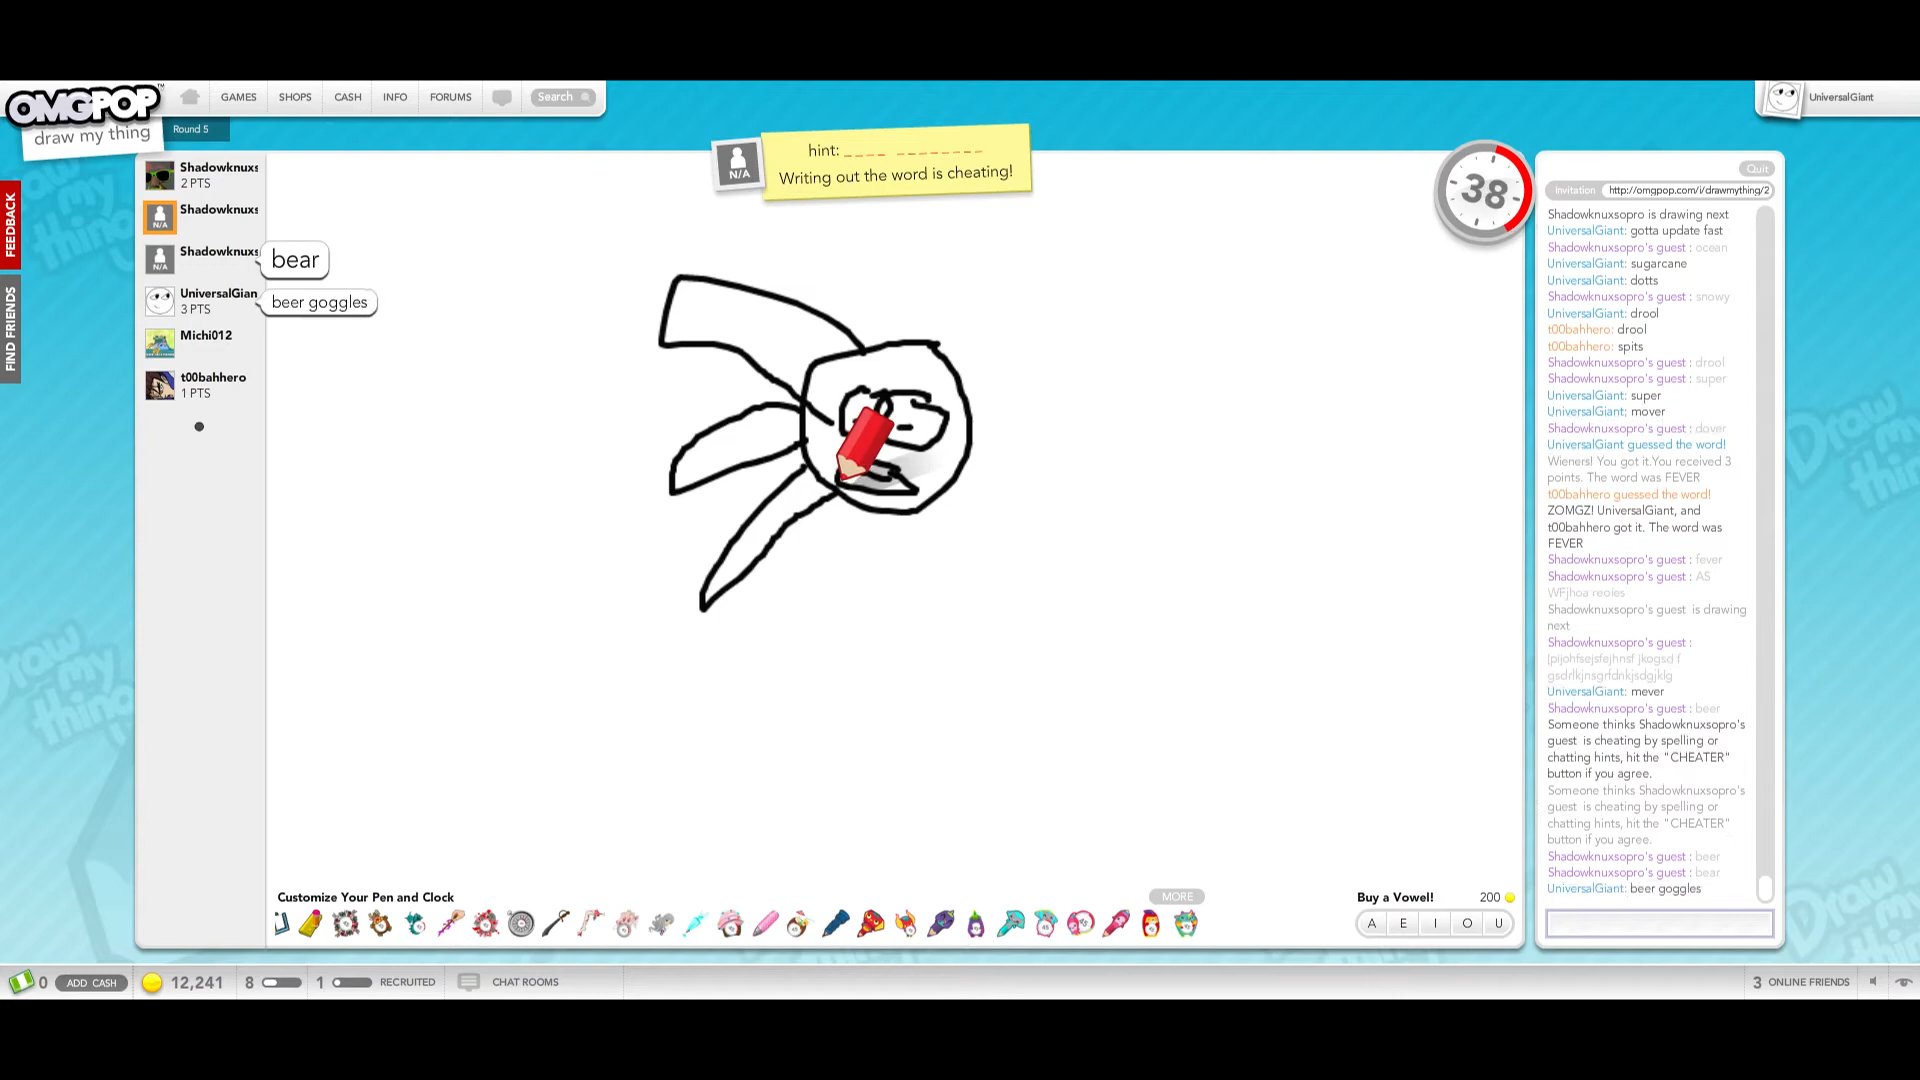 OMGPOP™
draw my thing
GAMES
SHOPS
CASH
INFO
FORUMS
Search
UniversalGiant
Round 5
FEEDBACK
FIND FRIENDS
Shadowknuxs
2 PTS
N/A
Shadowknuxs
N/A
Shadowknuxs
bear
UniversalGian
3 PTS
beer goggles
Michi012
t00bahhero
1 PTS
N/A
hint: ____ ________
Writing out the word is cheating!
38
Quit
Invitation http://omgpop.com/i/drawmything/2
Shadowknuxsopro is drawing next
UniversalGiant: gotta update fast
Shadowknuxsopro's guest : ocean
UniversalGiant: sugarcane
UniversalGiant: dotts
Shadowknuxsopro's guest : snowy
UniversalGiant: drool
t00bahhero: drool
t00bahhero: spits
Shadowknuxsopro's guest : drool
Shadowknuxsopro's guest : super
UniversalGiant: super
UniversalGiant: mover
Shadowknuxsopro's guest : dover
UniversalGiant guessed the word!
Wieners! You got it.You received 3
points. The word was FEVER
t00bahhero guessed the word!
ZOMGZ! UniversalGiant, and
t00bahhero got it. The word was
FEVER
Shadowknuxsopro's guest : fever
Shadowknuxsopro's guest : AS
Shadowknuxsopro's guest  is drawing
next
Shadowknuxsopro's guest :
UniversalGiant: mever
Shadowknuxsopro's guest : beer
Someone thinks Shadowknuxsopro's
guest  is cheating by spelling or
chatting hints, hit the "CHEATER"
button if you agree.
Someone thinks Shadowknuxsopro's
guest  is cheating by spelling or
chatting hints, hit the "CHEATER"
button if you agree.
Shadowknuxsopro's guest : beer
Shadowknuxsopro's guest : bear
UniversalGiant: beer goggles
Customize Your Pen and Clock
MORE
Buy a Vowel!
200
A E I O U
0
ADD CASH
12,241
8
1
RECRUITED
CHAT ROOMS
3 ONLINE FRIENDS